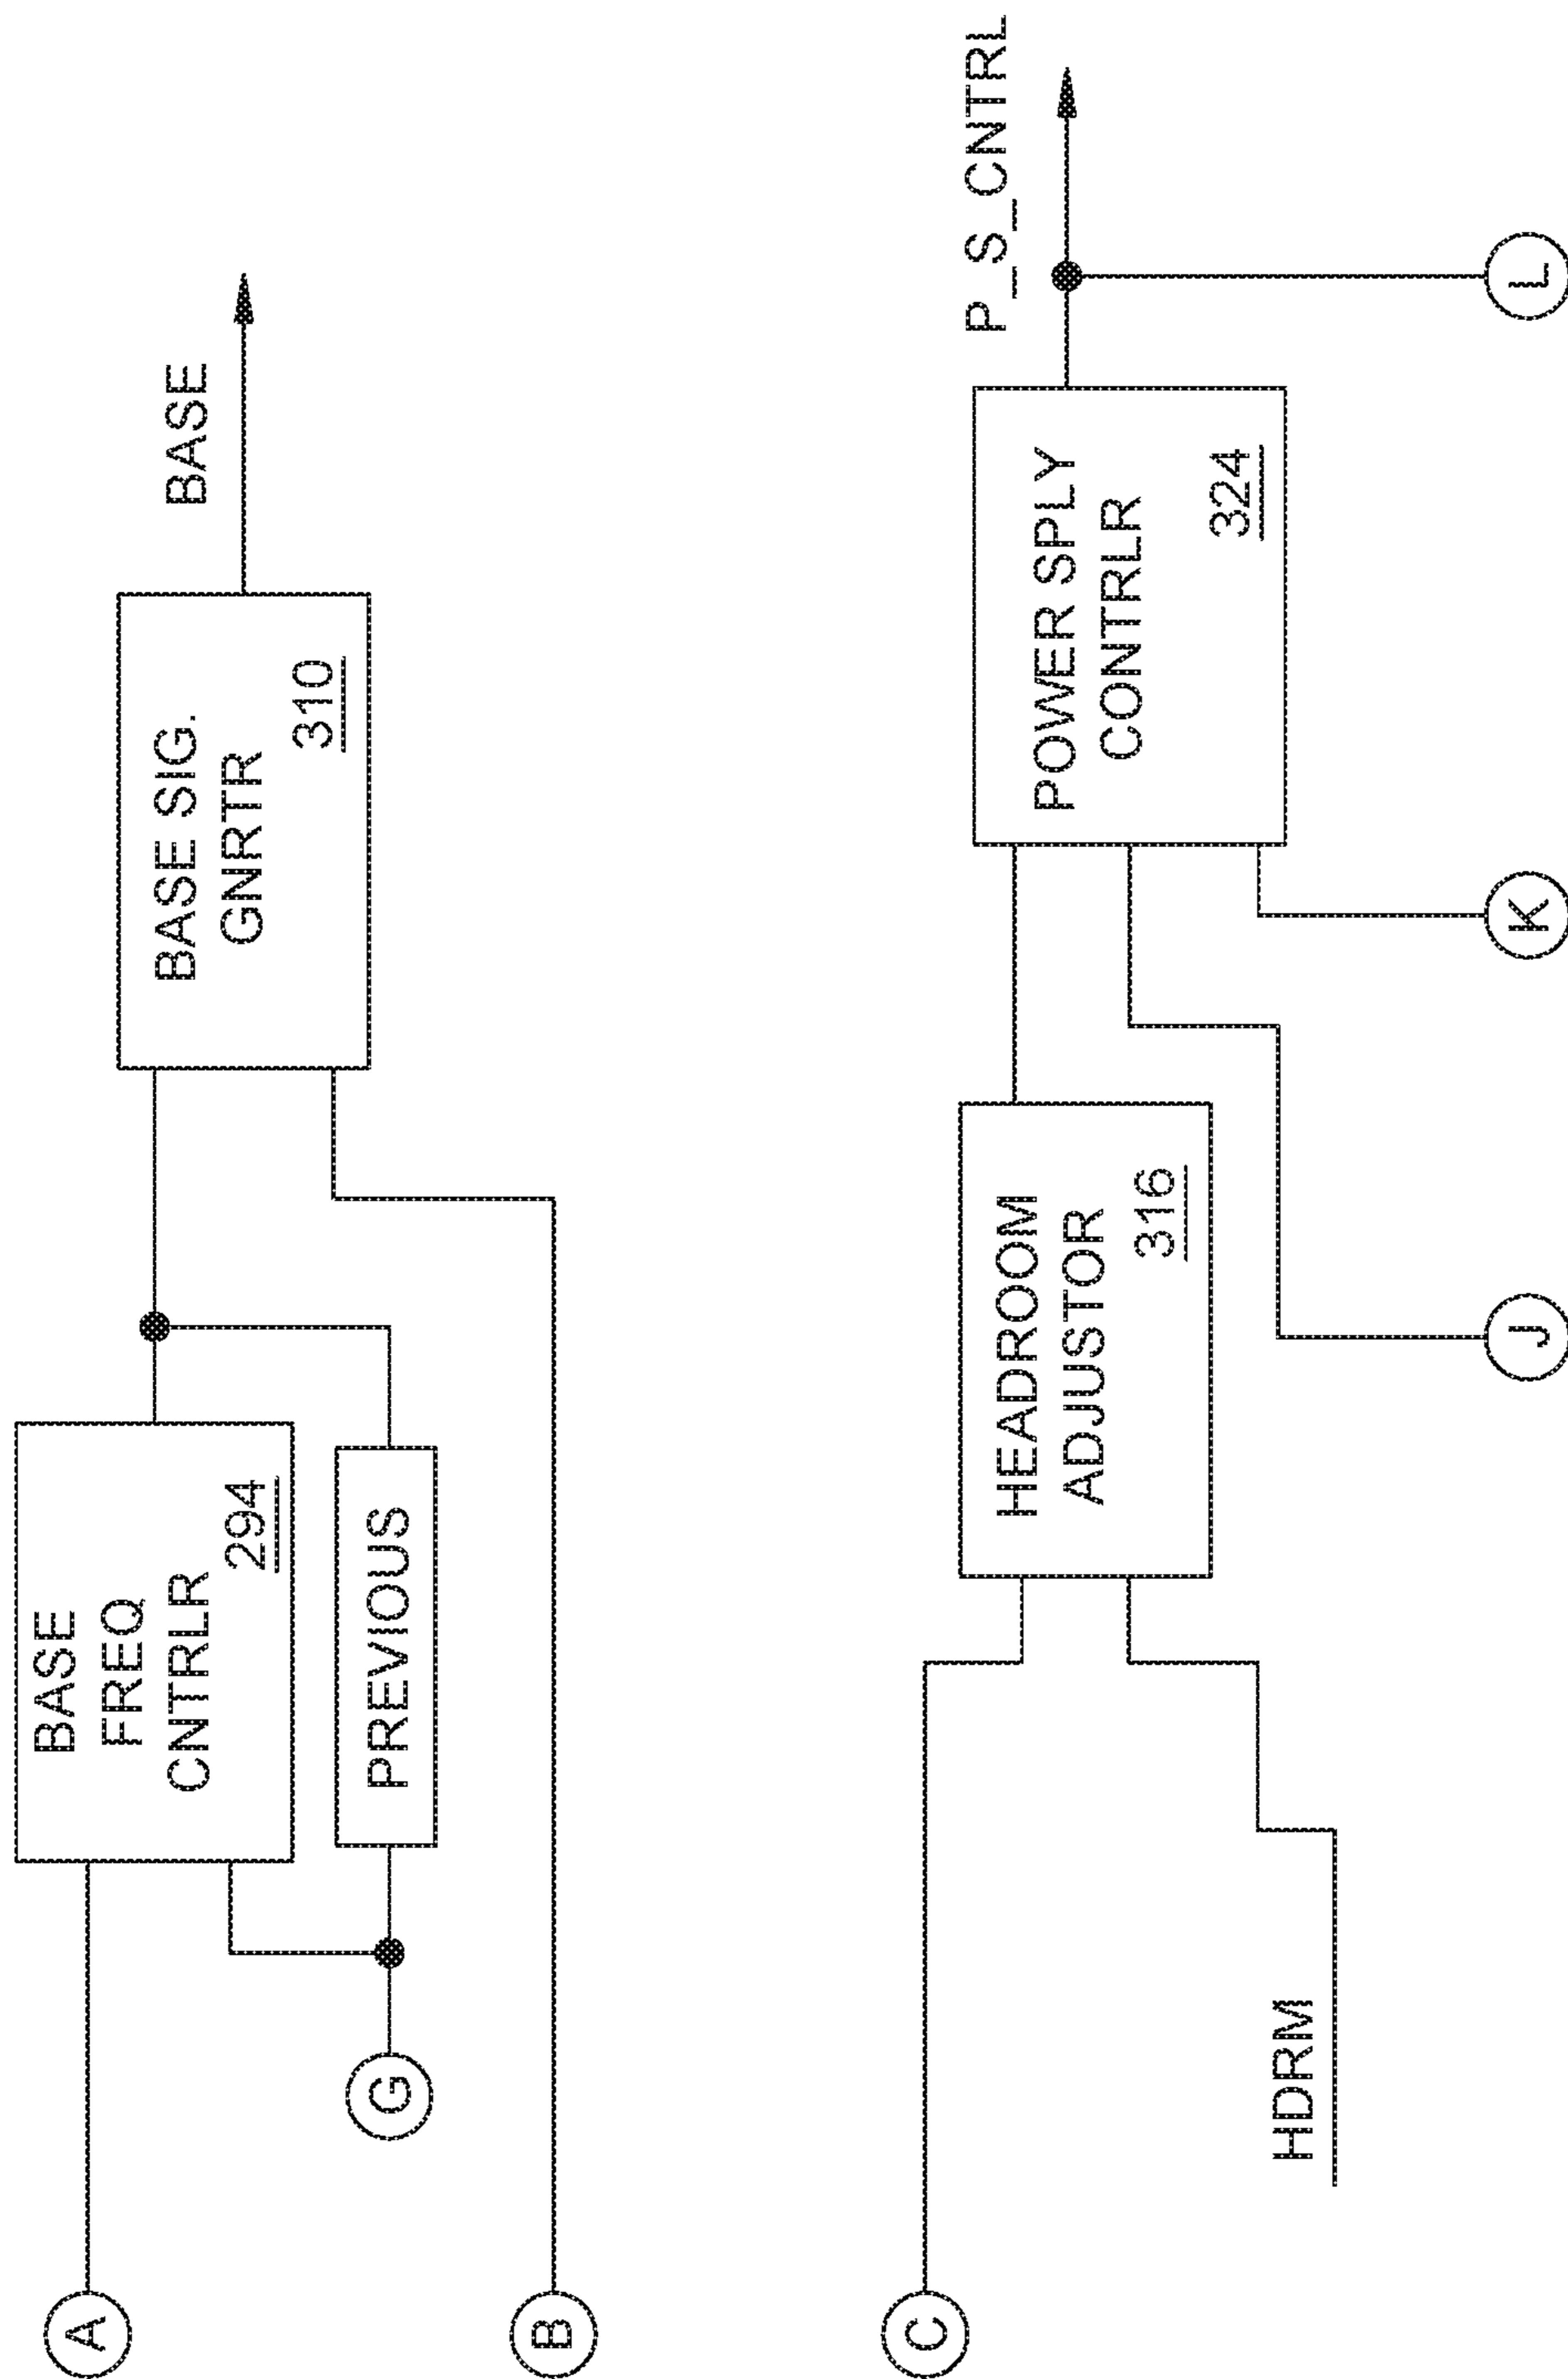 A
BASE
FREQ
CNTRLR
294
BASE SIG.
GNRTR
310
BASE
G
PREVIOUS
B
C
HEADROOM
ADJUSTOR
316
POWER SPLY
CONTRLR
324
P_S_CNTRL
HDRM
J
K
L